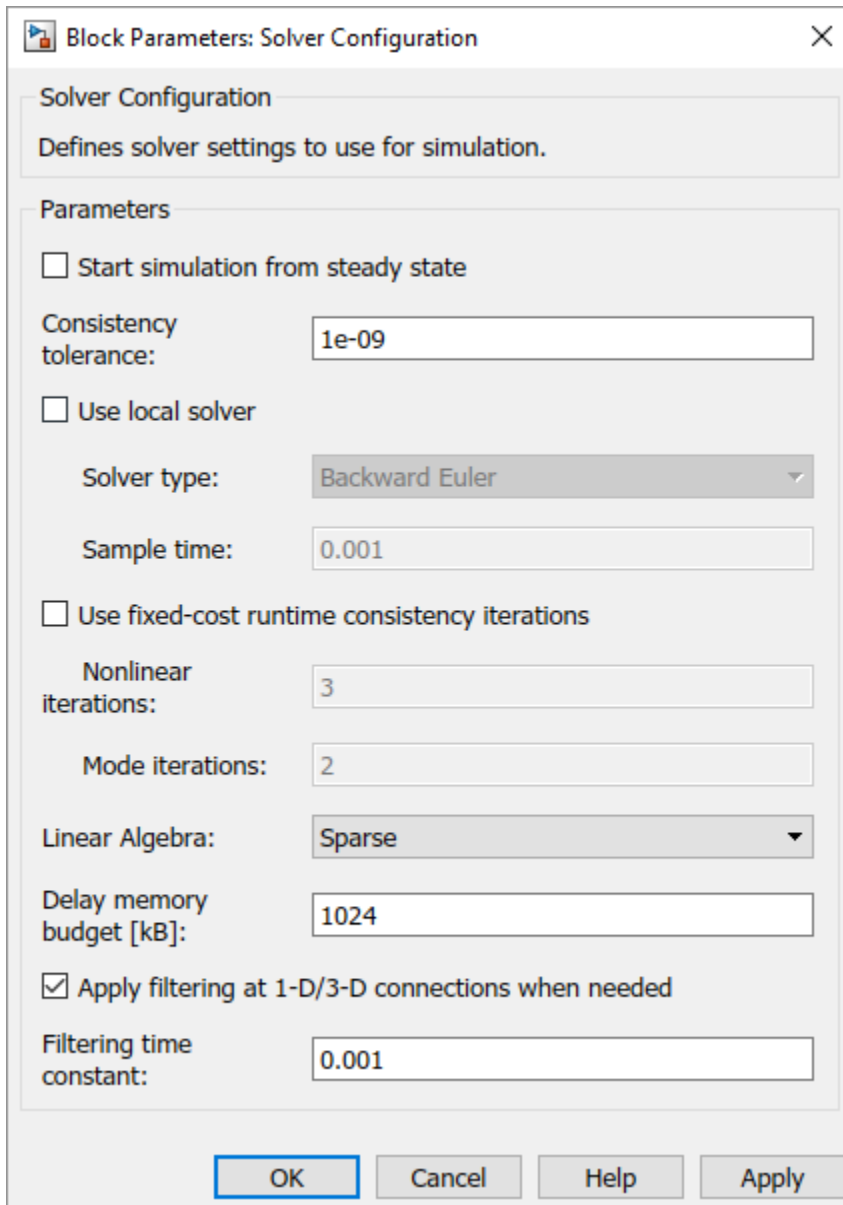 Block Parameters: Solver Configuration
Solver Configuration
Defines solver settings to use for simulation.
Parameters
Start simulation from steady state
Consistency
tolerance:
1e-09
Use local solver
Solver type:
Backward Euler
Sample time:
0.001
Use fixed-cost runtime consistency iterations
Nonlinear
iterations:
3
Mode iterations:
2
Linear Algebra:
Sparse
Delay memory
budget [kB]:
1024
Apply filtering at 1-D/3-D connections when needed
Filtering time
constant:
0.001
OK
Cancel
Help
Apply